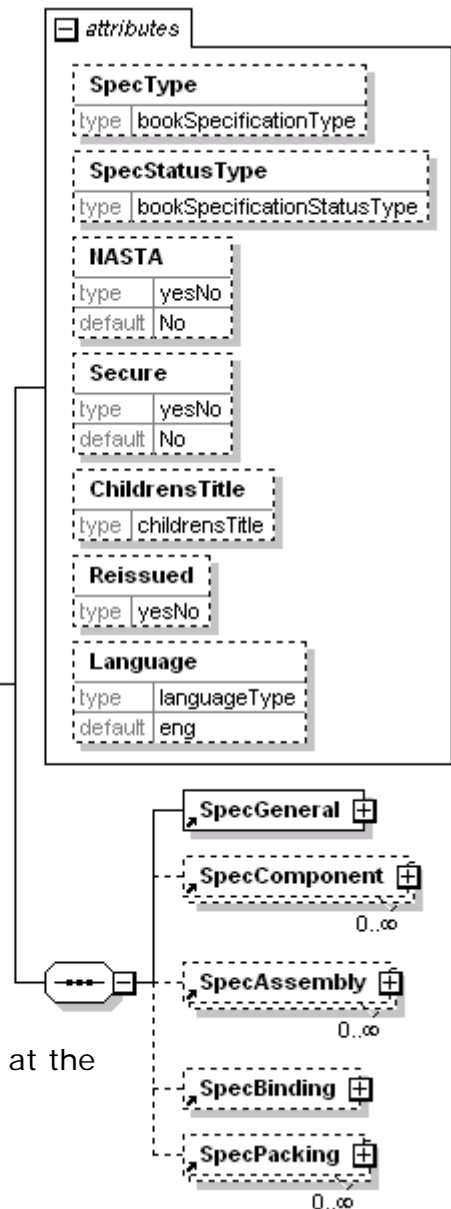 attributes
SpecType
type bookSpecificationType
SpecStatusType
type bookSpecificationStatusType
NASTA
type yesNo
default No
Secure
type yesNo
default No
ChildrensTitle
type childrensTitle
Reissued
type yesNo
Language
type languageType
default eng
SpecGeneral
SpecComponent
0..∞
SpecAssembly
0..∞
at the
SpecBinding
SpecPacking
0..∞